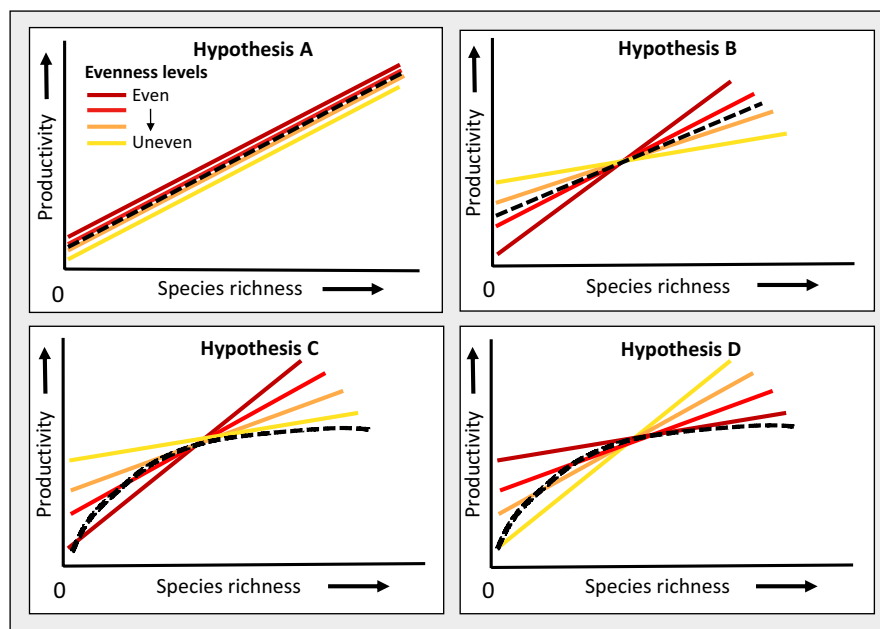 Hypothesis A
Evenness levels
Even
Uneven
Productivity
0
Species richness
Hypothesis B
Productivity
0
Species richness
Hypothesis C
Productivity
0
Species richness
Hypothesis D
Productivity
0
Species richness